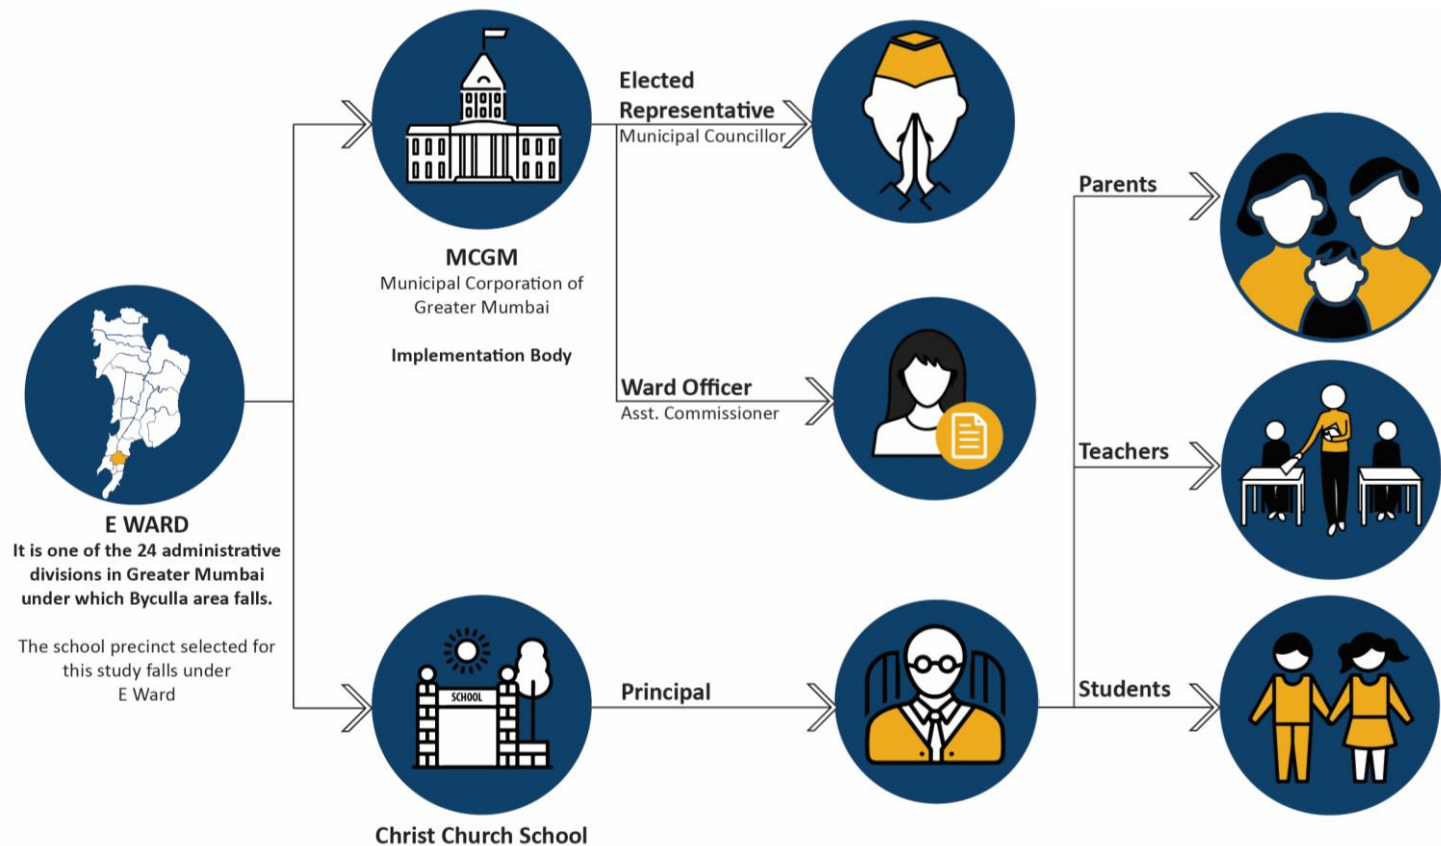 Elected
Representative
Municipal Councillor
MCGM
Municipal Corporation of
Greater Mumbai
Implementation Body
Parents
Ward Officer
Asst. Commissioner
Teachers
E WARD
It is one of the 24 administrative
divisions in Greater Mumbai
under which Byculla area falls.
The school precinct selected for
this study falls under
E Ward
SCHOOL
Christ Church School
Principal
Students